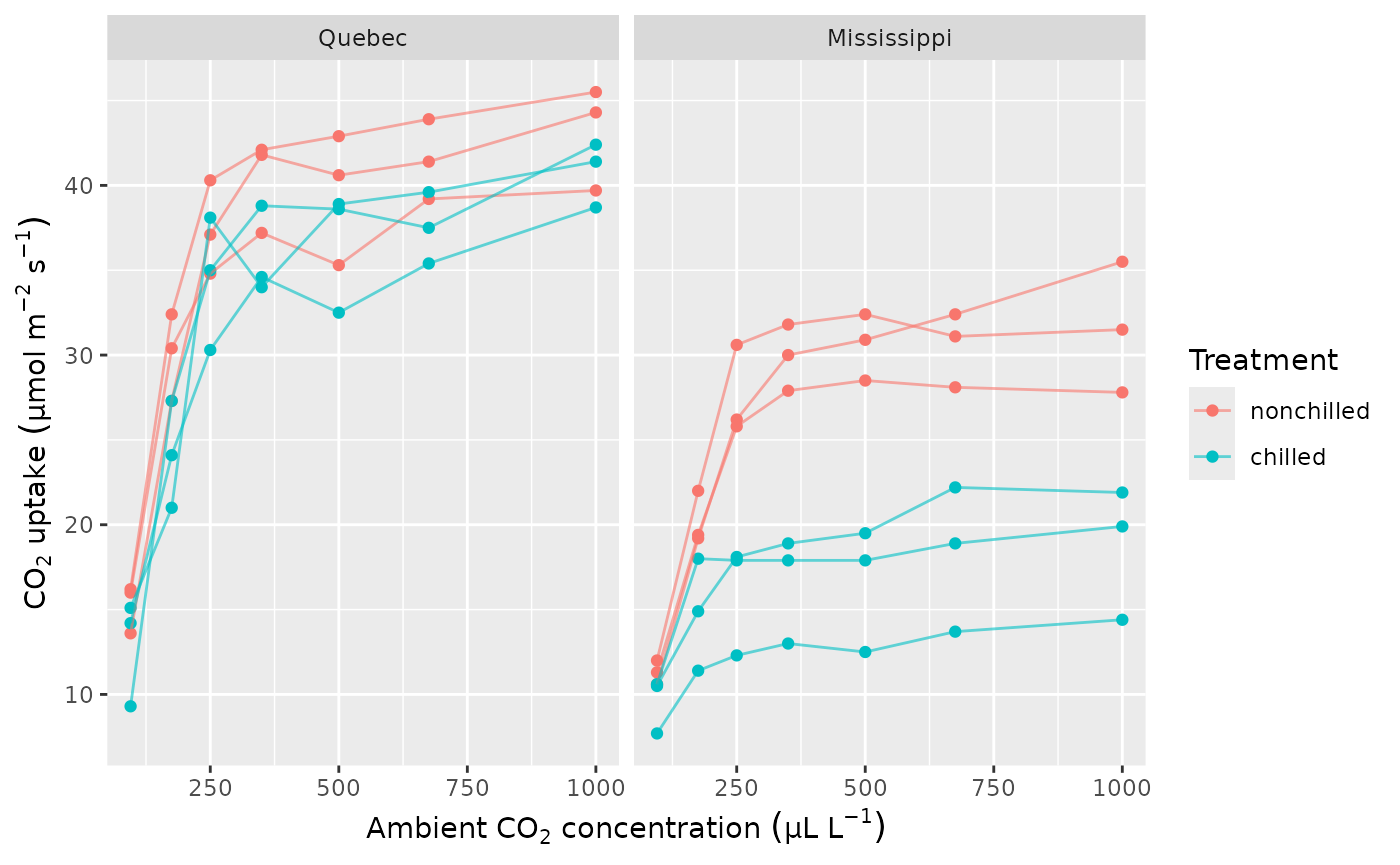 Quebec
Mississippi
40
30
20
10
CO₂ uptake (μmol m⁻² s⁻¹)
250 500 750 1000
250 500 750 1000
Ambient CO₂ concentration (μL L⁻¹)
Treatment
nonchilled
chilled